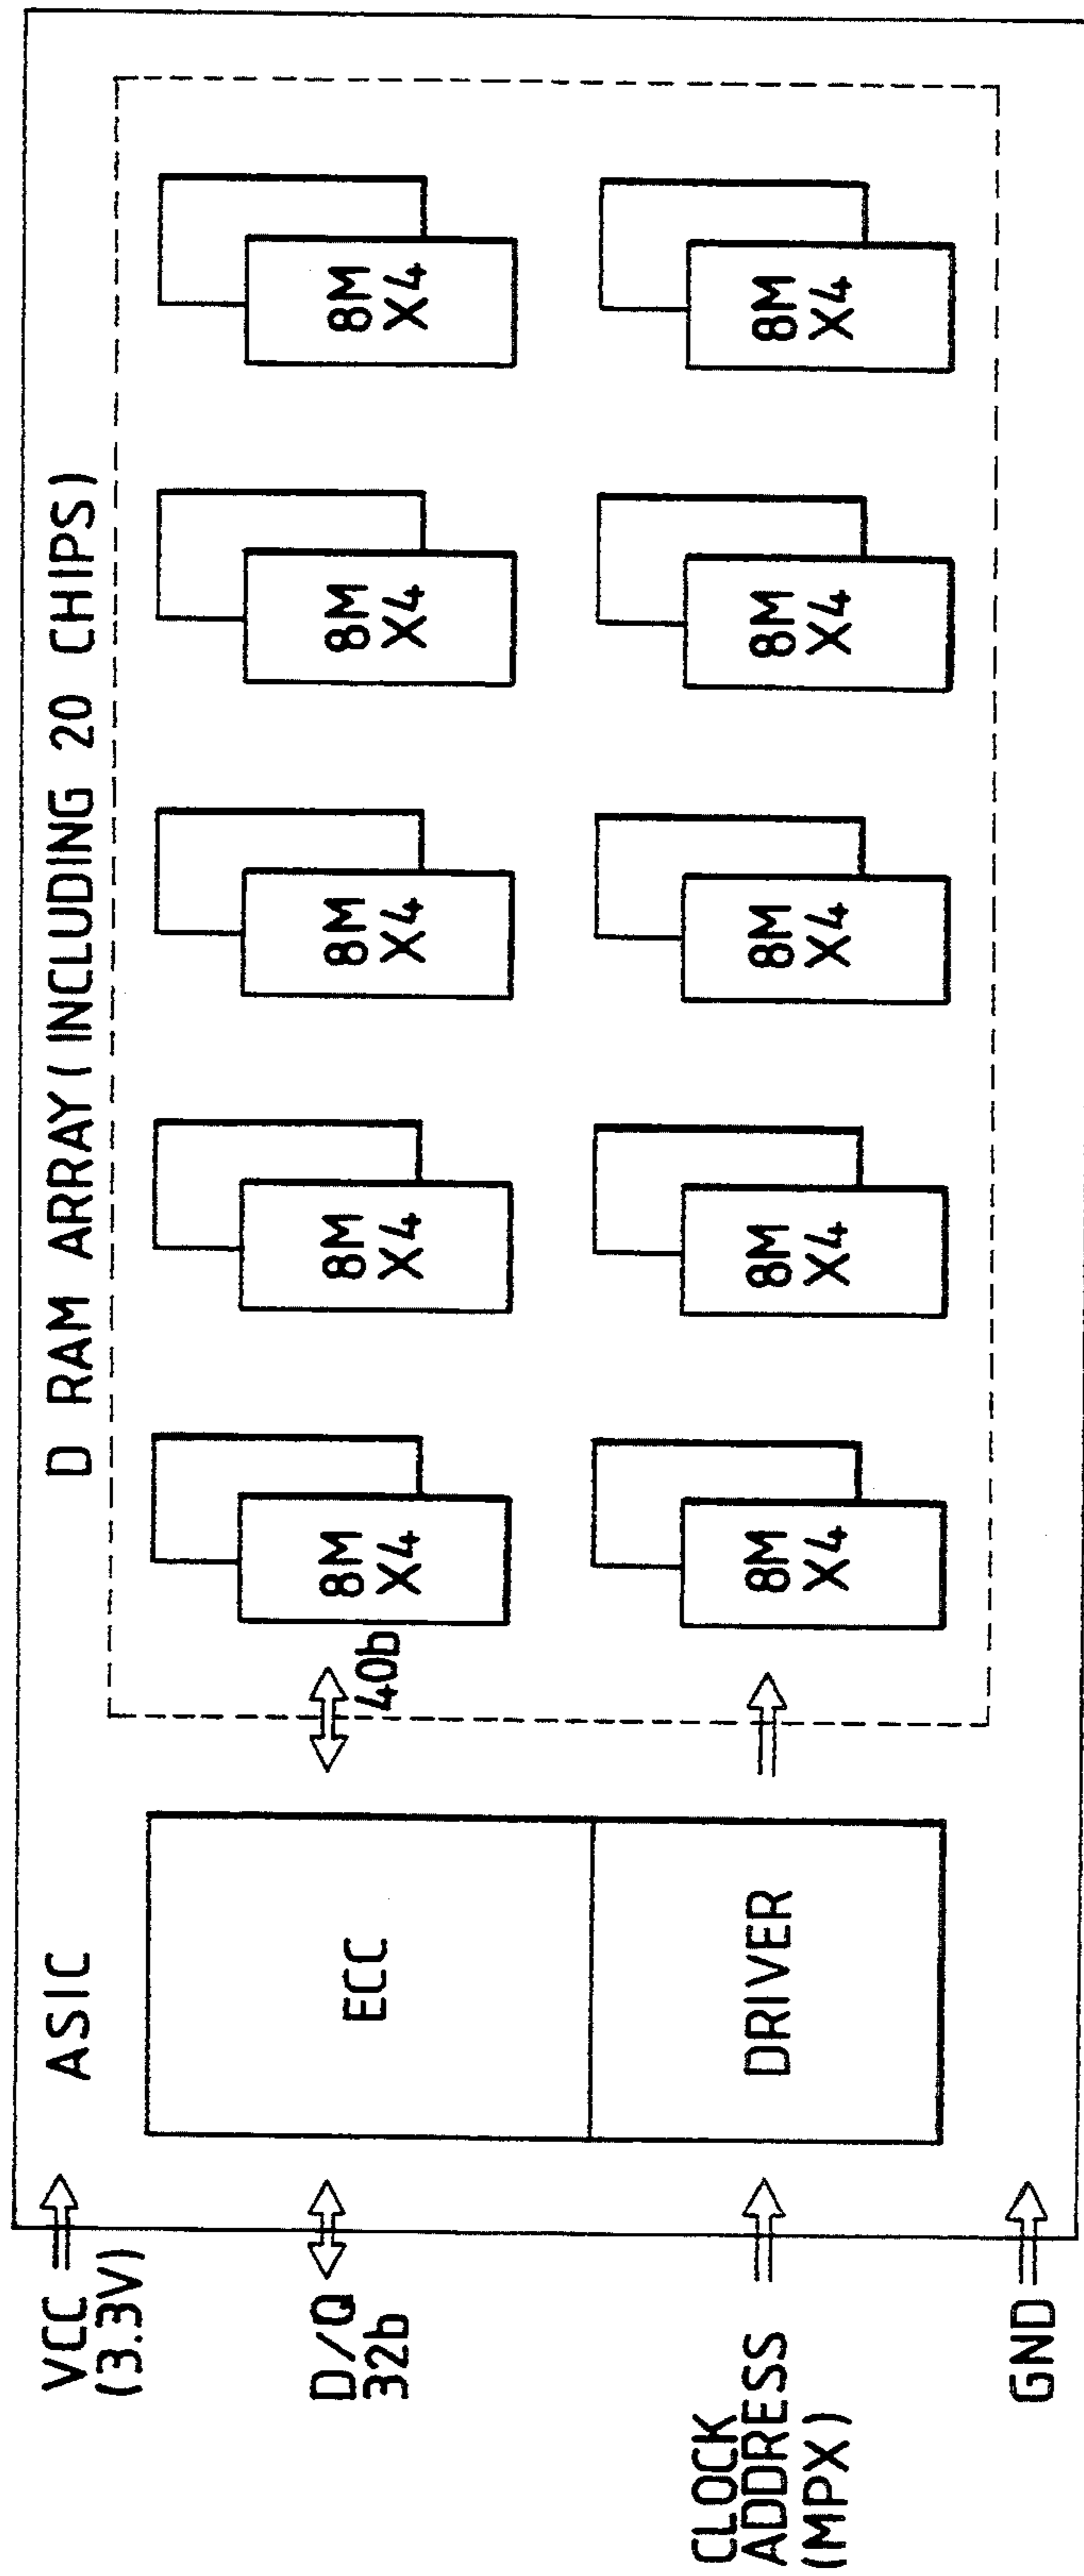 D RAM ARRAY (INCLUDING 20 CHIPS)
ASIC
VCC
(3.3V)
D/Q
32b
CLOCK
ADDRESS
(MPX)
GND
ECC
DRIVER
40b
8M
X4
8M
X4
8M
X4
8M
X4
8M
X4
8M
X4
8M
X4
8M
X4
8M
X4
8M
X4